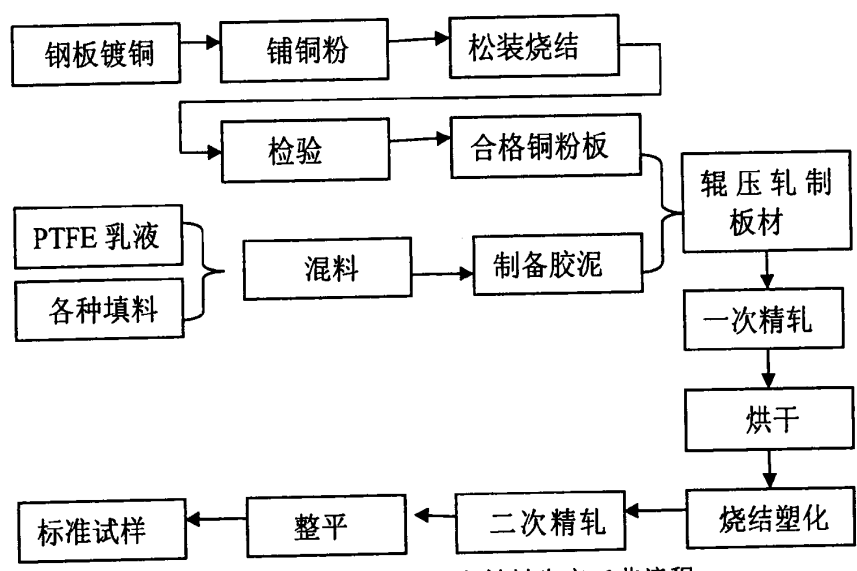 钢板镀铜
铺铜粉
松装烧结
检验
合格铜粉板
PTFE 乳液
各种填料
混料
制备胶泥
辊压轧制
板材
一次精轧
烘干
烧结塑化
二次精轧
整平
标准试样